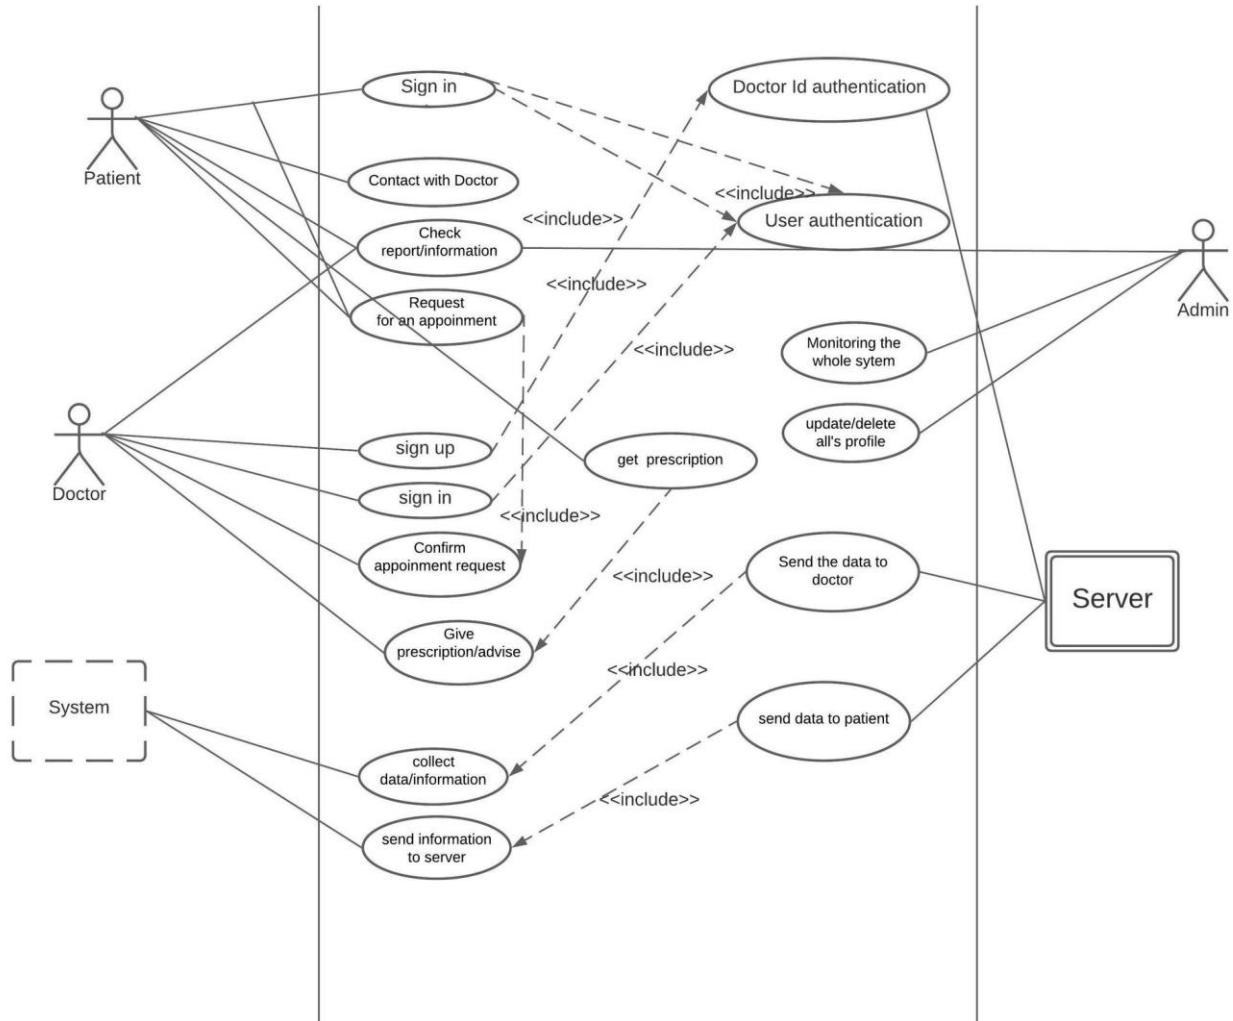 Sign in
Doctor Id authentication
Patient
Contact with Doctor
<<include>>
User authentication
<<include>>
Check
report/information
<<include>>
Admin
Request
for an appoinment
<<include>>
Monitoring the
whole sytem
update/delete
all's profile
Doctor
sign up
get prescription
sign in
<<include>>
Confirm
appoinment request
<<include>>
Send the data to
doctor
Server
Give
prescription/advise
<<include>>
System
send data to patient
collect
data/information
<<include>>
send information
to server